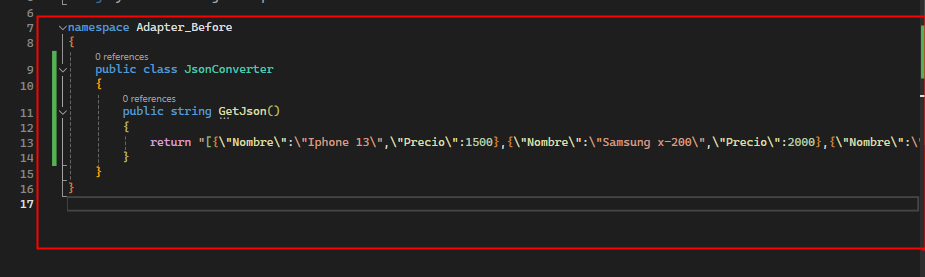 6
7 namespace Adapter_Before
8 {
0 references
9 public class JsonConverter
10 {
0 references
11 public string GetJson()
12 {
13 return "[{\"Nombre\":\"Iphone 13\",\"Precio\":1500},{\"Nombre\":\"Samsung x-200\",\"Precio\":2000},{\"Nombre\":\"
14 }
15 }
16 }
17